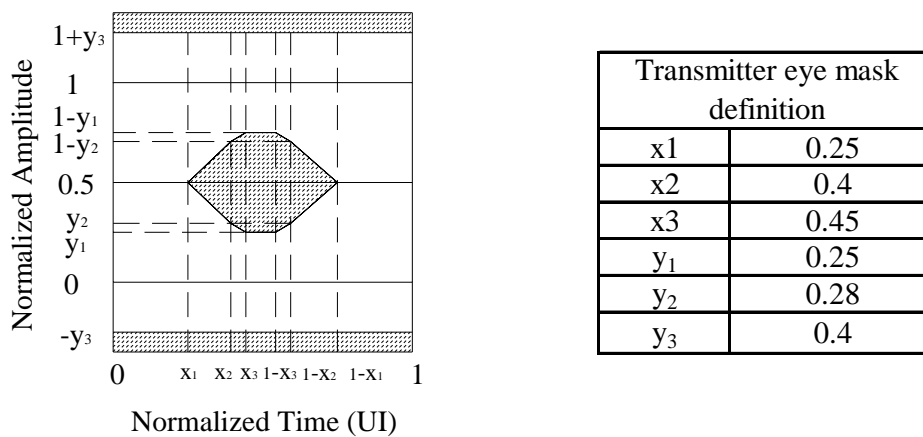 Normalized Amplitude
1+y3
1
1-y1
1-y2
0.5
y2
y1
0
-y3
0 x1 x2 x3 1-x3 1-x2 1-x1 1
Normalized Time (UI)
Transmitter eye mask
definition
x1 0.25
x2 0.4
x3 0.45
y1 0.25
y2 0.28
y3 0.4